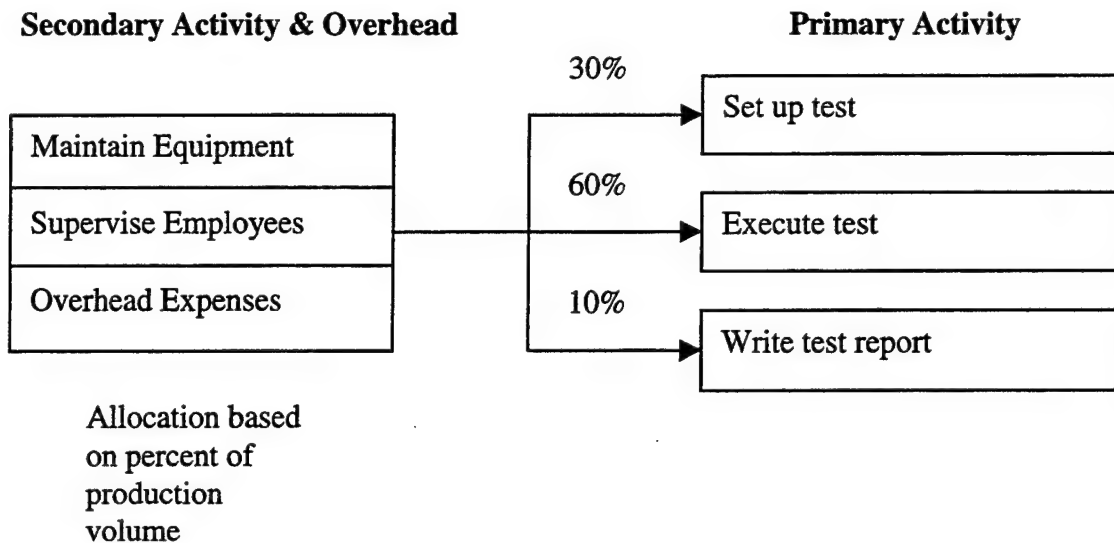 Secondary Activity & Overhead
Primary Activity
30%
Set up test
Maintain Equipment
60%
Supervise Employees
Execute test
Overhead Expenses
10%
Write test report
Allocation based
on percent of
production
volume